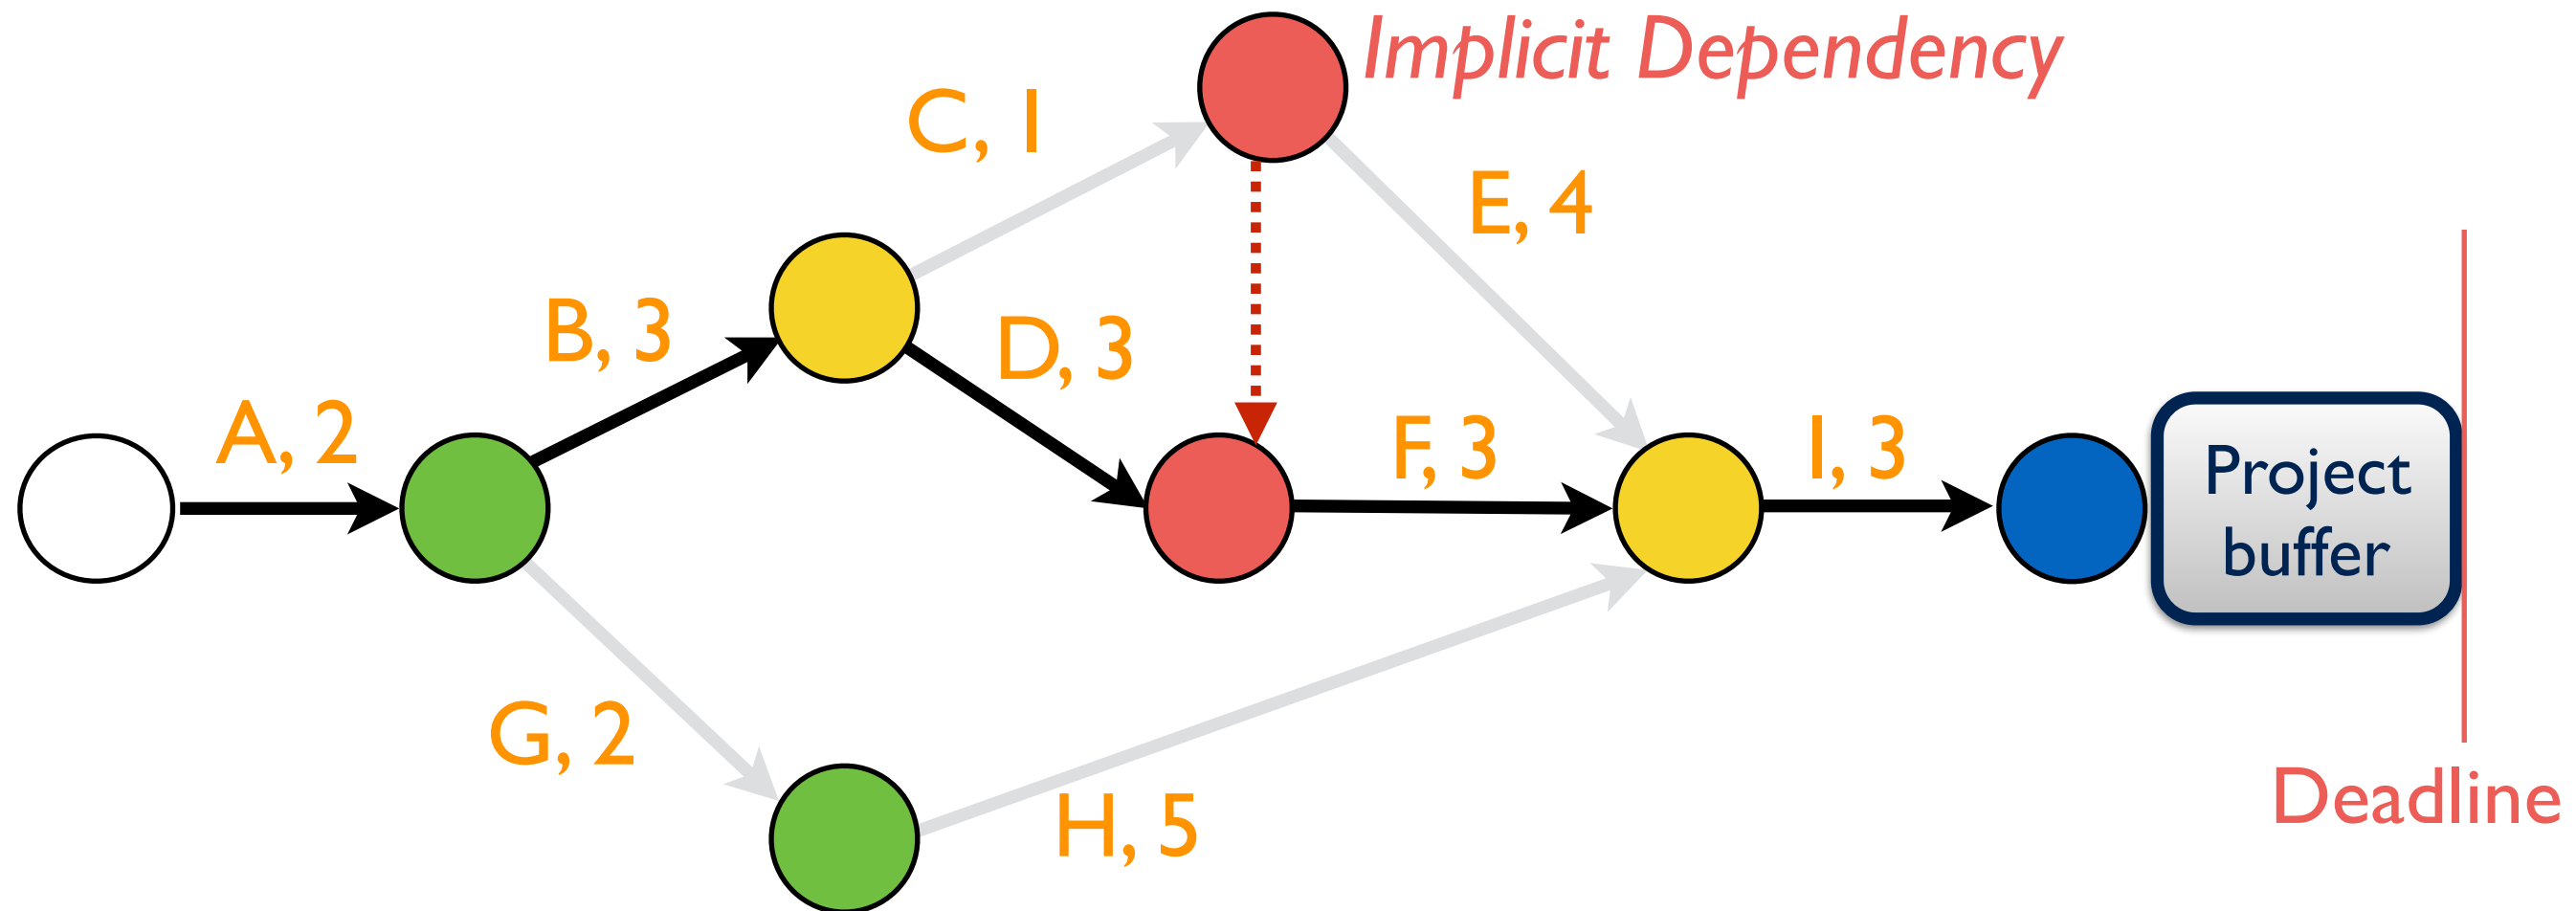 Implicit Dependency
C, 1
E, 4
B, 3
D, 3
A, 2
F, 3
I, 3
Project
buffer
G, 2
H, 5
Deadline